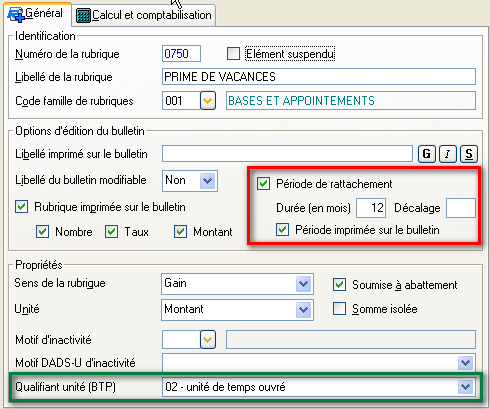 Général Calcul et comptabilisation
Identification
Numéro de la rubrique 0750 Elément suspendu
Libellé de la rubrique PRIME DE VACANCES
Code famille de rubriques 001 BASES ET APPOINTEMENTS
Options d'édition du bulletin
Libellé imprimé sur le bulletin G I S
Libellé du bulletin modifiable Non
Période de rattachement
Durée (en mois) 12 Décalage
Rubrique imprimée sur le bulletin
Période imprimée sur le bulletin
Nombre Taux Montant
Propriétés
Sens de la rubrigue Gain Soumise à abattement
Unité Montant Somme isolée
Motif d'inactivité
Motif DADS-U d'inactivité
Qualifiant unité (BTP) 02 - unité de temps ouvré